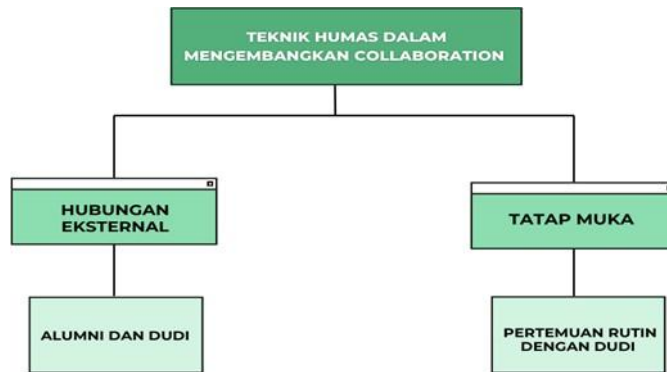 TEKNIK HUMAS DALAM
MENGEMBANGKAN COLLABORATION
HUBUNGAN
EKSTERNAL
TATAP MUKA
ALUMNI DAN DUDI
PERTEMUAN RUTIN
DENGAN DUDI